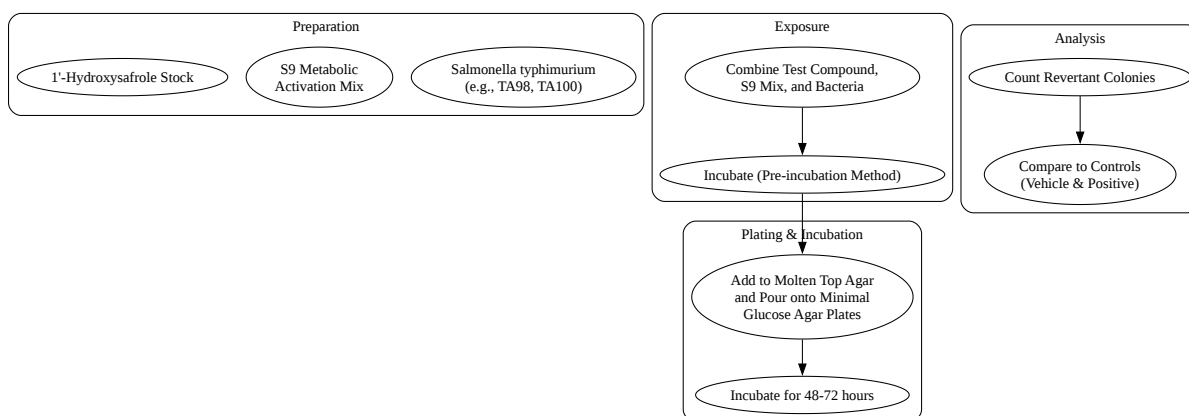 Preparation
1'-Hydroxysafrole Stock
S9 Metabolic
Activation Mix
Salmonella typhimurium
(e.g., TA98, TA100)
Exposure
Combine Test Compound,
S9 Mix, and Bacteria
Incubate (Pre-incubation Method)
Plating & Incubation
Add to Molten Top Agar
and Pour onto Minimal
Glucose Agar Plates
Incubate for 48-72 hours
Analysis
Count Revertant Colonies
Compare to Controls
(Vehicle & Positive)